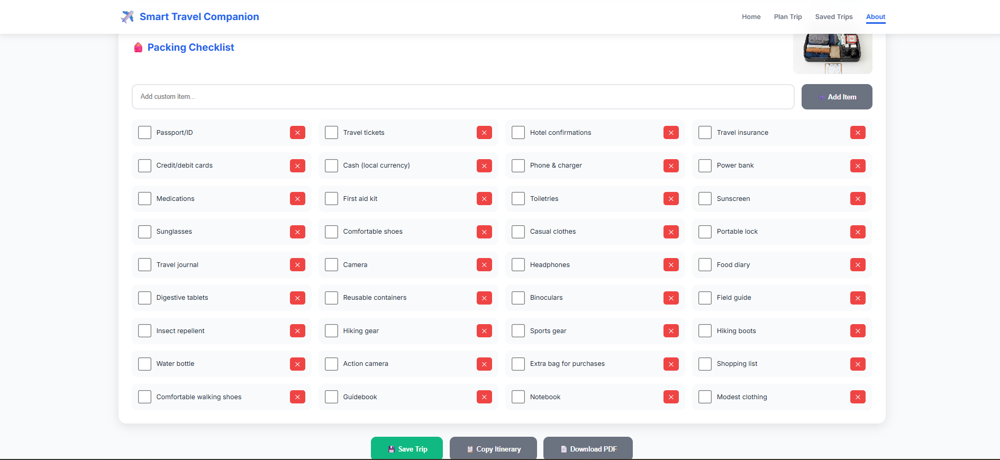 Smart Travel Companion
Home Plan Trip Saved Trips About
Packing Checklist
Add custom item...
Add Item
Passport/ID Travel tickets Hotel confirmations Travel insurance
Credit/debit cards Cash (local currency) Phone & charger Power bank
Medications First aid kit Toiletries Sunscreen
Sunglasses Comfortable shoes Casual clothes Portable lock
Travel journal Camera Headphones Food diary
Digestive tablets Reusable containers Binoculars Field guide
Insect repellent Hiking gear Sports gear Hiking boots
Water bottle Action camera Extra bag for purchases Shopping list
Comfortable walking shoes Guidebook Notebook Modest clothing
Save Trip Copy Itinerary Download PDF